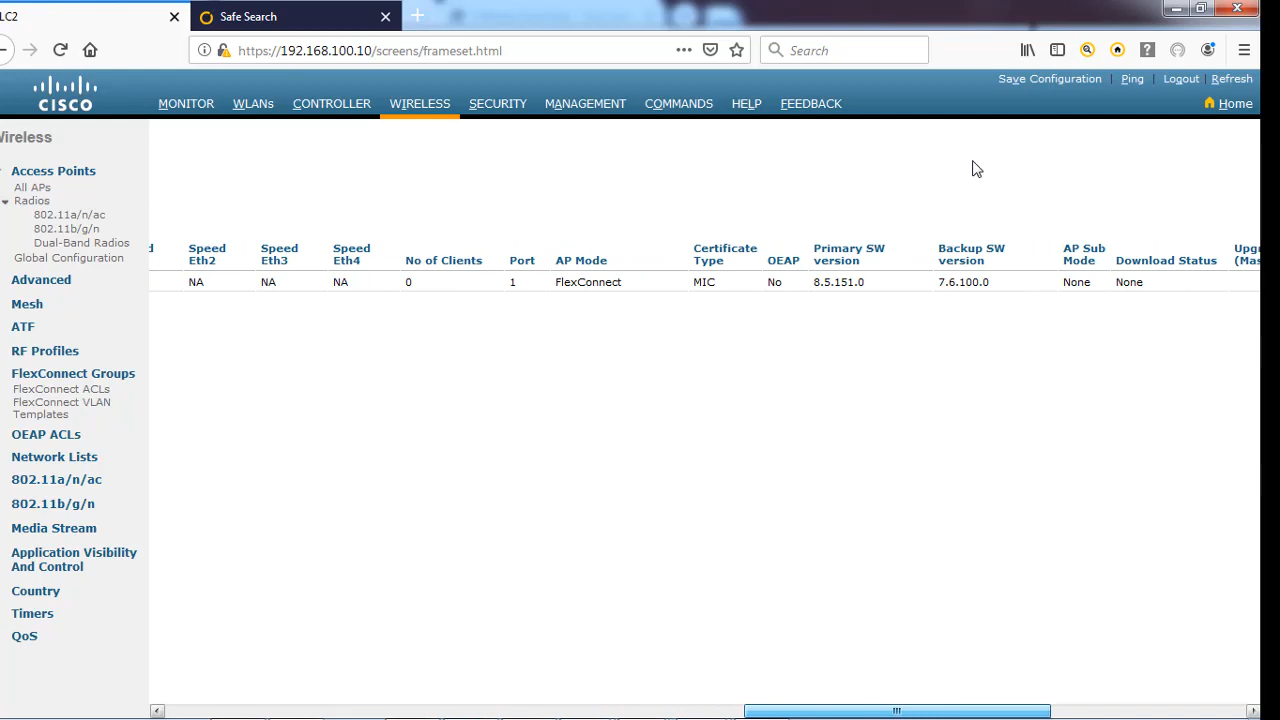 LC2
Safe Search
https://192.168.100.10/screens/frameset.html
Search
Save Configuration Ping Logout Refresh
CISCO
MONITOR WLANs CONTROLLER WIRELESS SECURITY MANAGEMENT COMMANDS HELP FEEDBACK
Home
Wireless
Access Points
All APs
Radios
802.11a/n/ac
802.11b/g/n
Dual-Band Radios
Global Configuration
Advanced
Mesh
ATF
RF Profiles
FlexConnect Groups
FlexConnect ACLs
FlexConnect VLAN
Templates
OEAP ACLs
Network Lists
802.11a/n/ac
802.11b/g/n
Media Stream
Application Visibility
And Control
Country
Timers
QoS
d Speed Eth2 Speed Eth3 Speed Eth4 No of Clients Port AP Mode Certificate Type OEAP Primary SW version Backup SW version AP Sub Mode Download Status Upgr (Mas
NA NA NA 0 1 FlexConnect MIC No 8.5.151.0 7.6.100.0 None None